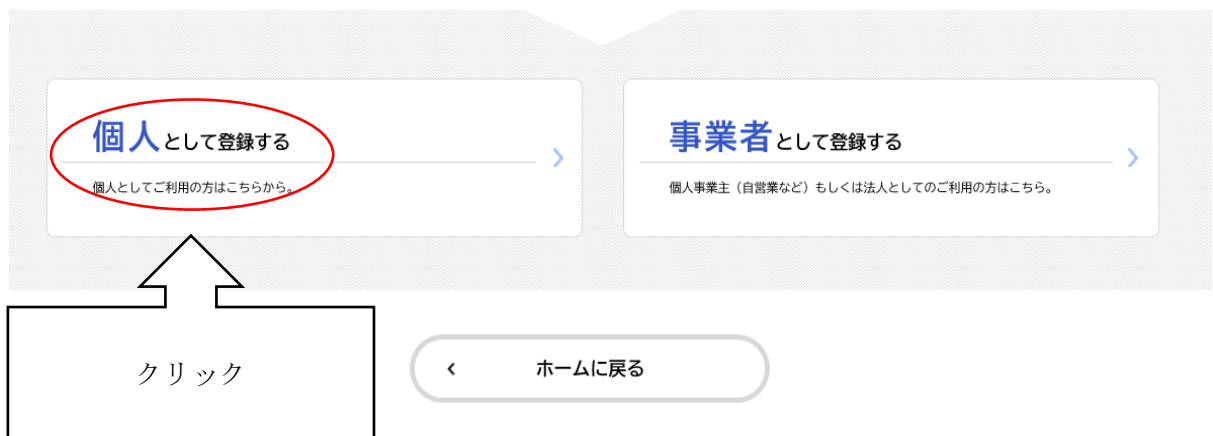 個人として登録する
個人としてご利用の方はこちらから。
事業者として登録する
個人事業主（自営業など）もしくは法人としてのご利用の方はこちら。
クリック
ホームに戻る